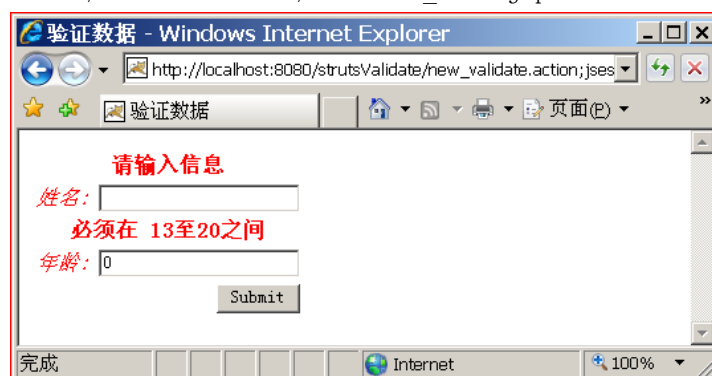 验证数据 - Windows Internet Explorer
http://localhost:8080/strutsValidate/new_validate.action;jses
验证数据
页面(P)
»
请输入信息
姓名:
必须在 13至20之间
年龄: 0
Submit
完成
Internet
100%